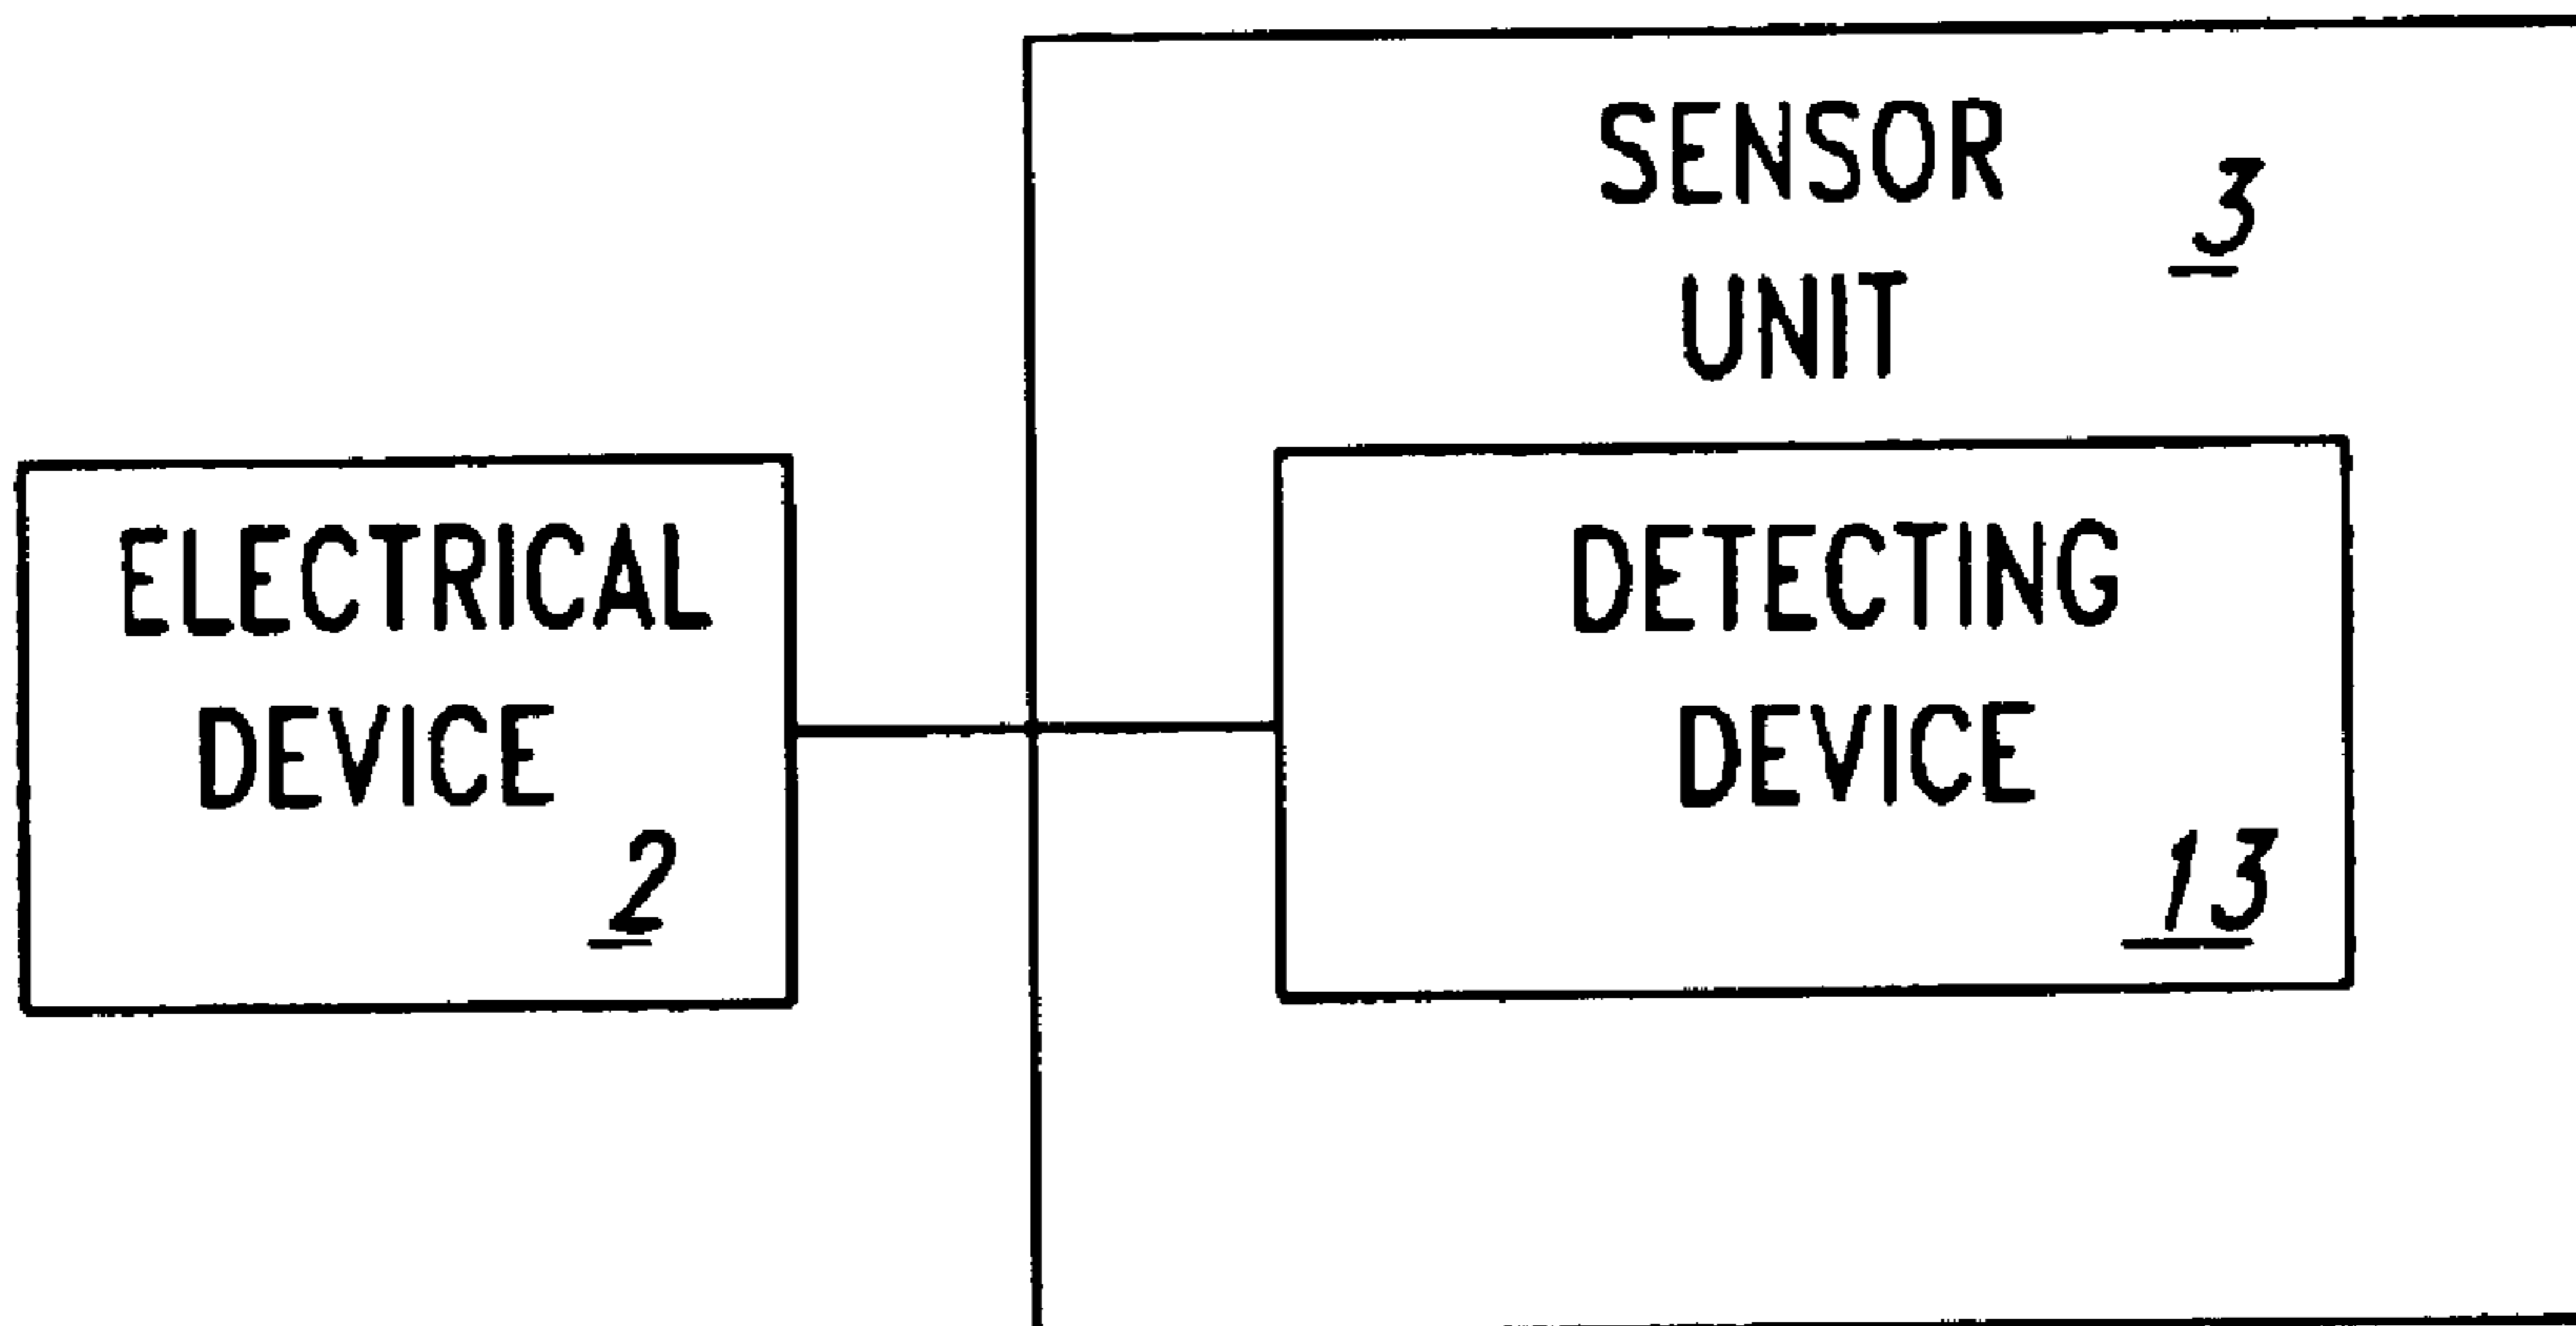 SENSOR
UNIT
3
ELECTRICAL
DEVICE
2
DETECTING
DEVICE
13